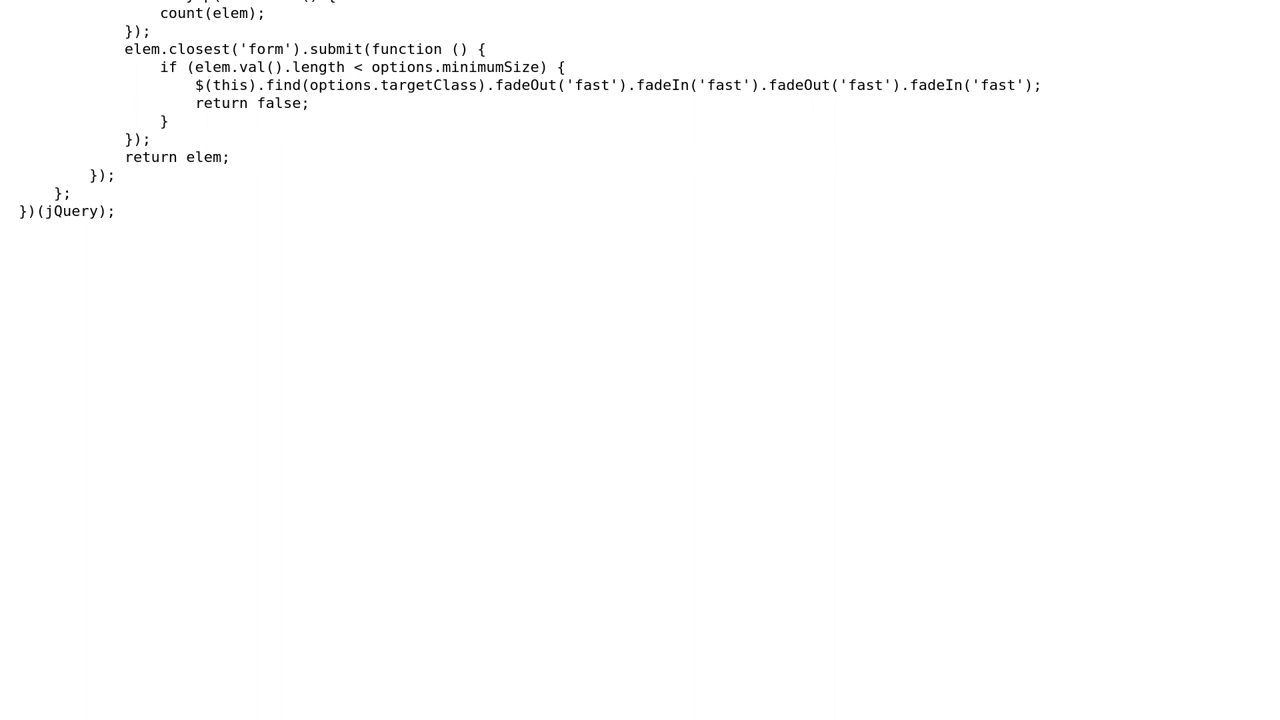 count(elem);
});
elem.closest('form').submit(function () {
if (elem.val().length < options.minimumSize) {
$(this).find(options.targetClass).fadeOut('fast').fadeIn('fast').fadeOut('fast').fadeIn('fast');
return false;
}
});
return elem;
});
};
})(jQuery);